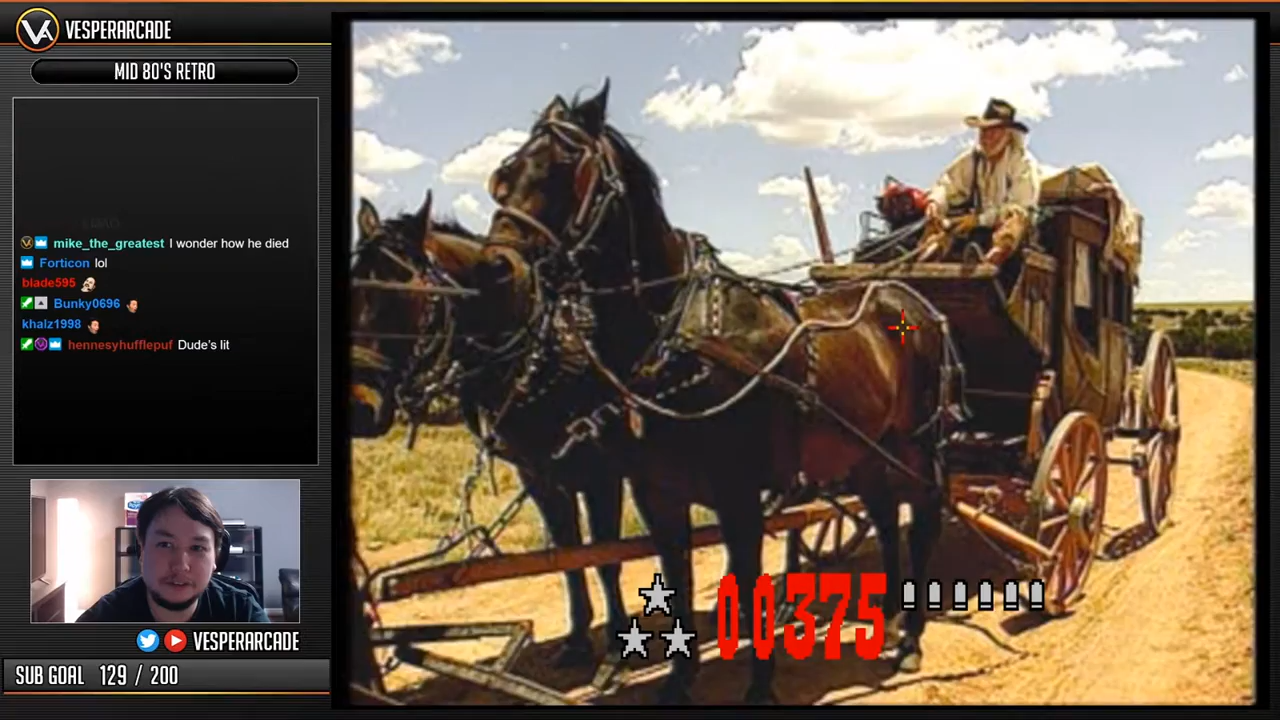 VESPERARCADE
MID 80'S RETRO
mike_the_greatest I wonder how he died
Forticon lol
blade595
Bunky0696
khalz1998
hennesyhufflepuf Dude's lit
VESPERARCADE
SUB GOAL 129 / 200
00375